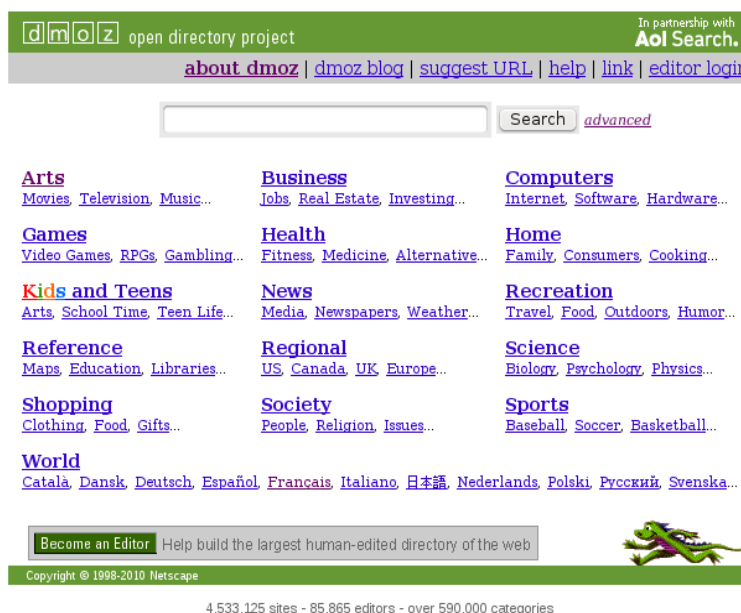 dmoz open directory project
In partnership with
Aol Search.
about dmoz | dmoz blog | suggest URL | help | link | editor login
Search advanced
Arts Business Computers
Movies, Television, Music... Jobs, Real Estate, Investing... Internet, Software, Hardware...
Games Health Home
Video Games, RPGs, Gambling... Fitness, Medicine, Alternative... Family, Consumers, Cooking...
Kids and Teens News Recreation
Arts, School Time, Teen Life... Media, Newspapers, Weather... Travel, Food, Outdoors, Humor...
Reference Regional Science
Maps, Education, Libraries... US, Canada, UK, Europe... Biology, Psychology, Physics...
Shopping Society Sports
Clothing, Food, Gifts... People, Religion, Issues... Baseball, Soccer, Basketball...
World
Català, Dansk, Deutsch, Español, Français, Italiano, 日本語, Nederlands, Polski, Русский, Svenska...
Become an Editor Help build the largest human-edited directory of the web
Copyright © 1998-2010 Netscape
4,533,125 sites - 85,865 editors - over 590,000 categories